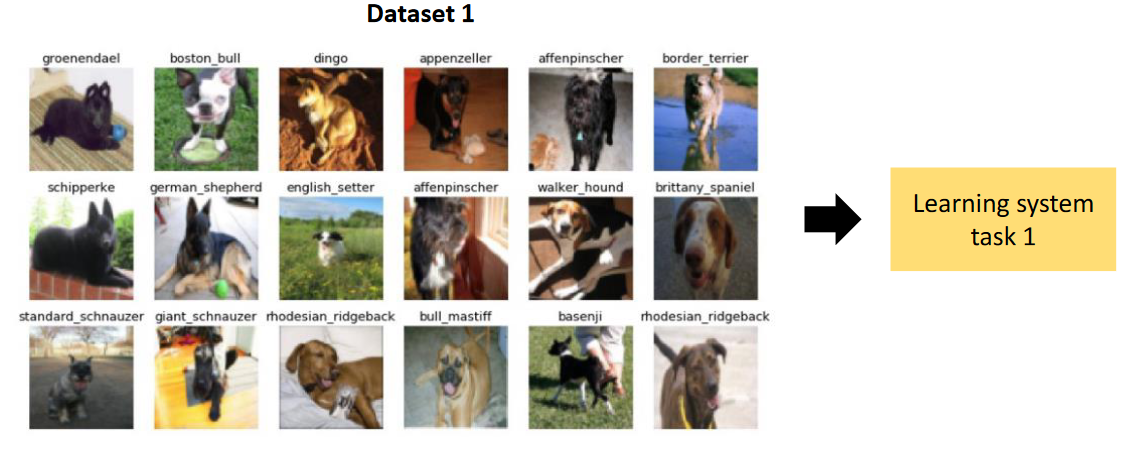 Dataset 1
groenendael boston_bull dingo appenzeller affenpinscher border_terrier
schipperke german_shepherd english_setter affenpinscher walker_hound brittany_spaniel
Learning system
task 1
standard_schnauzer giant_schnauzer rhodesian_ridgeback bull_mastiff basenji rhodesian_ridgeback